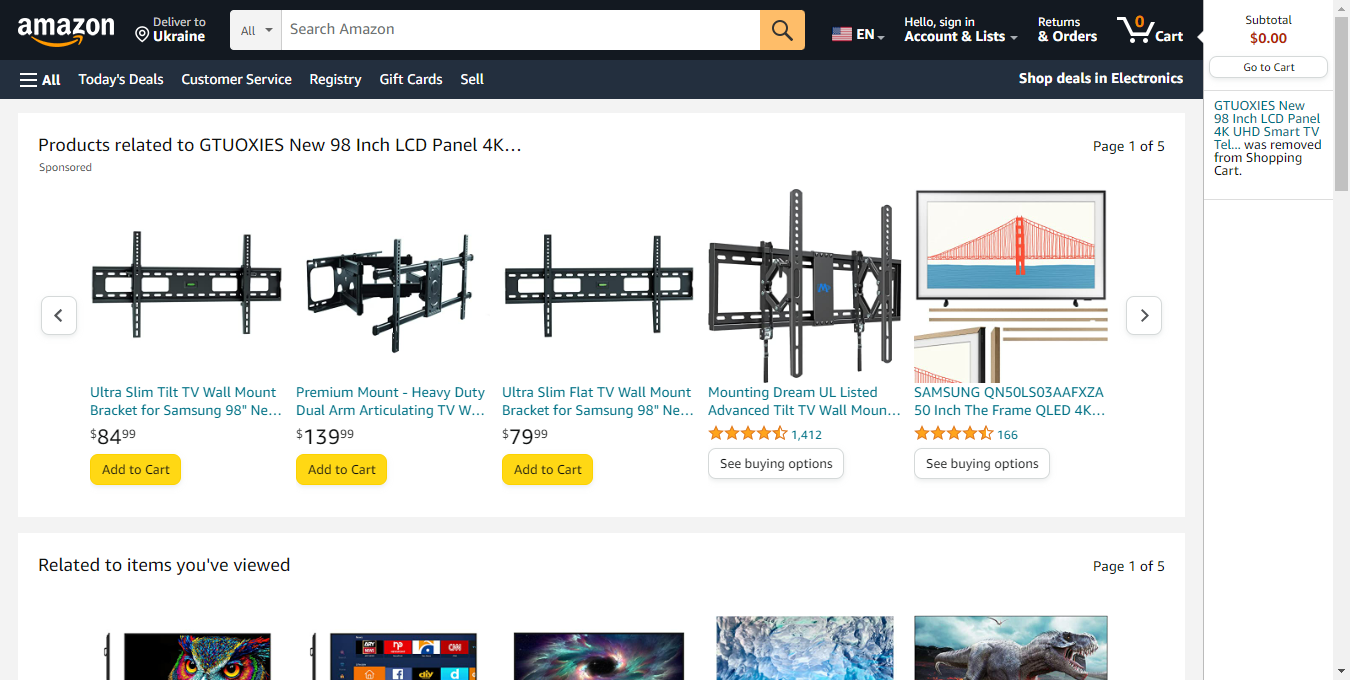 amazon
Deliver to
Ukraine
All
Search Amazon
EN
Hello, sign in
Account & Lists
Returns
& Orders
0
Cart
Subtotal
$0.00
Go to Cart
All
Today's Deals
Customer Service
Registry
Gift Cards
Sell
Shop deals in Electronics
GTUOXIES New
98 Inch LCD Panel
4K UHD Smart TV
Tel... was removed
from Shopping
Cart.
Products related to GTUOXIES New 98 Inch LCD Panel 4K…
Page 1 of 5
Sponsored
Ultra Slim Tilt TV Wall Mount
Bracket for Samsung 98" Ne…
$8499
Add to Cart
Premium Mount - Heavy Duty
Dual Arm Articulating TV W…
$13999
Add to Cart
Ultra Slim Flat TV Wall Mount
Bracket for Samsung 98" Ne…
$7999
Add to Cart
Mounting Dream UL Listed
Advanced Tilt TV Wall Moun…
1,412
See buying options
SAMSUNG QN50LS03AAFXZA
50 Inch The Frame QLED 4K…
166
See buying options
Related to items you've viewed
Page 1 of 5
CNN
diy